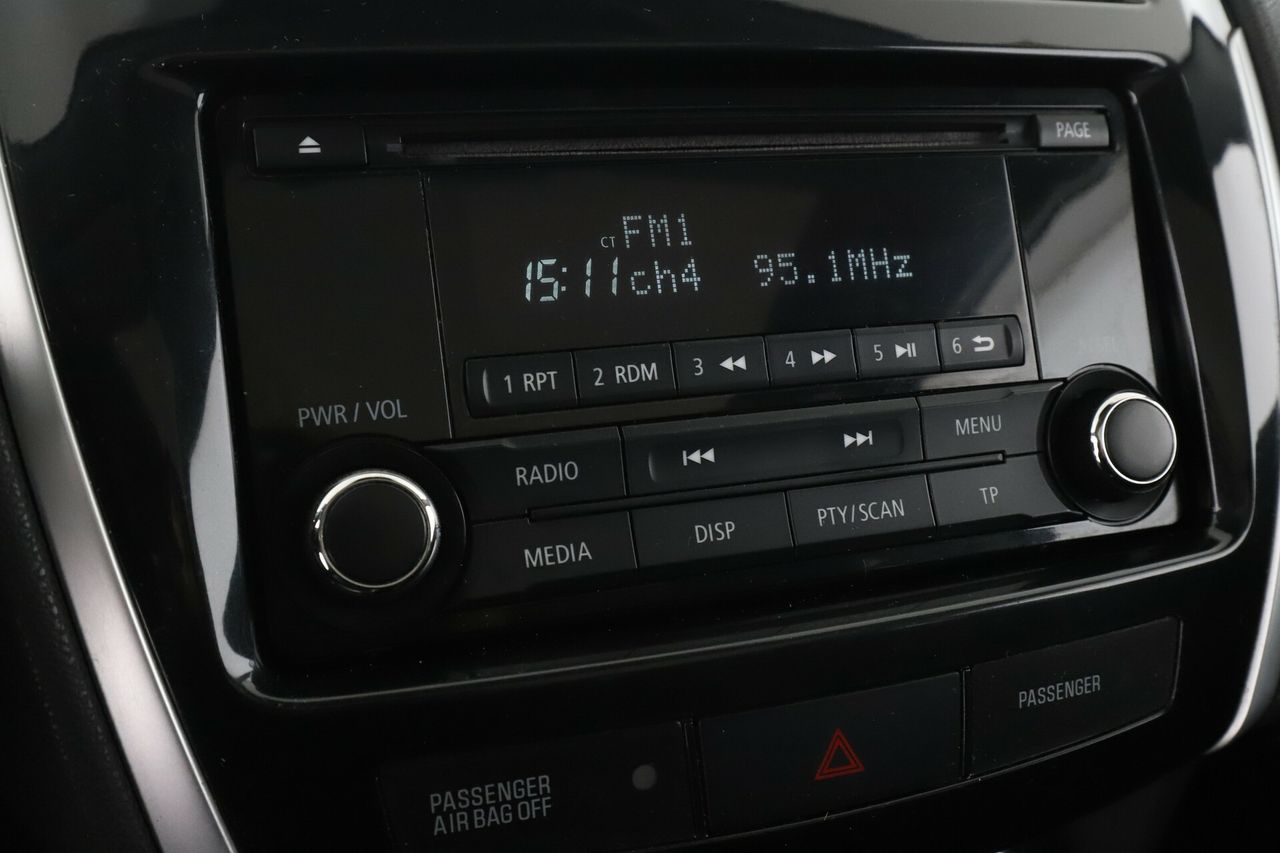 PAGE
FM1
CT
15:11 ch4 95.1MHz
1 RPT 2 RDM 3 4 5 6
PWR / VOL
RADIO MENU
MEDIA DISP PTY/SCAN TP
PASSENGER
PASSENGER
AIR BAG OFF